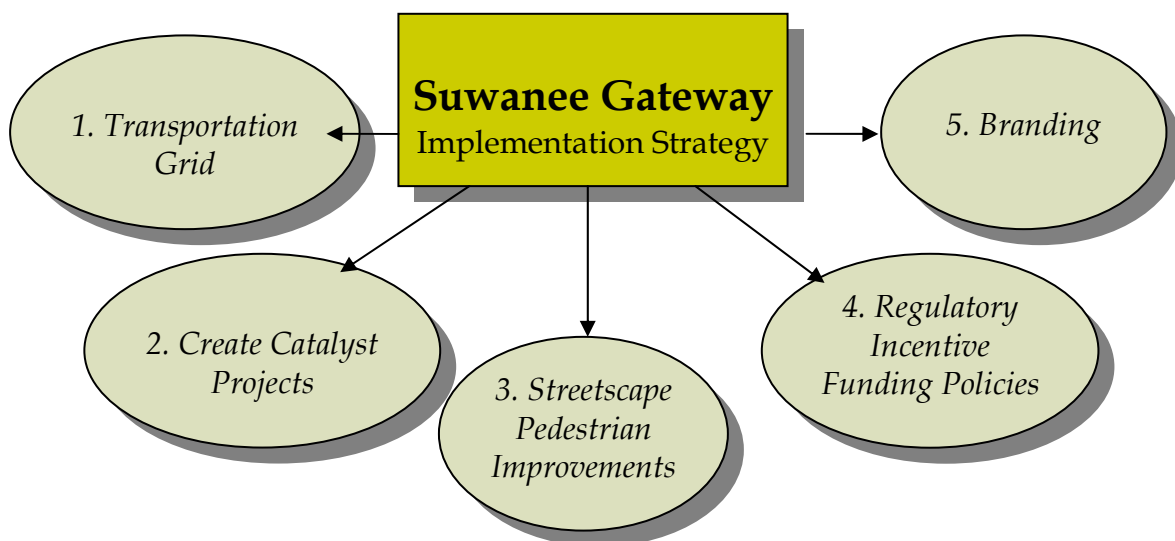 Suwanee Gateway
Implementation Strategy
1. Transportation
Grid
2. Create Catalyst
Projects
3. Streetscape
Pedestrian
Improvements
4. Regulatory
Incentive
Funding Policies
5. Branding